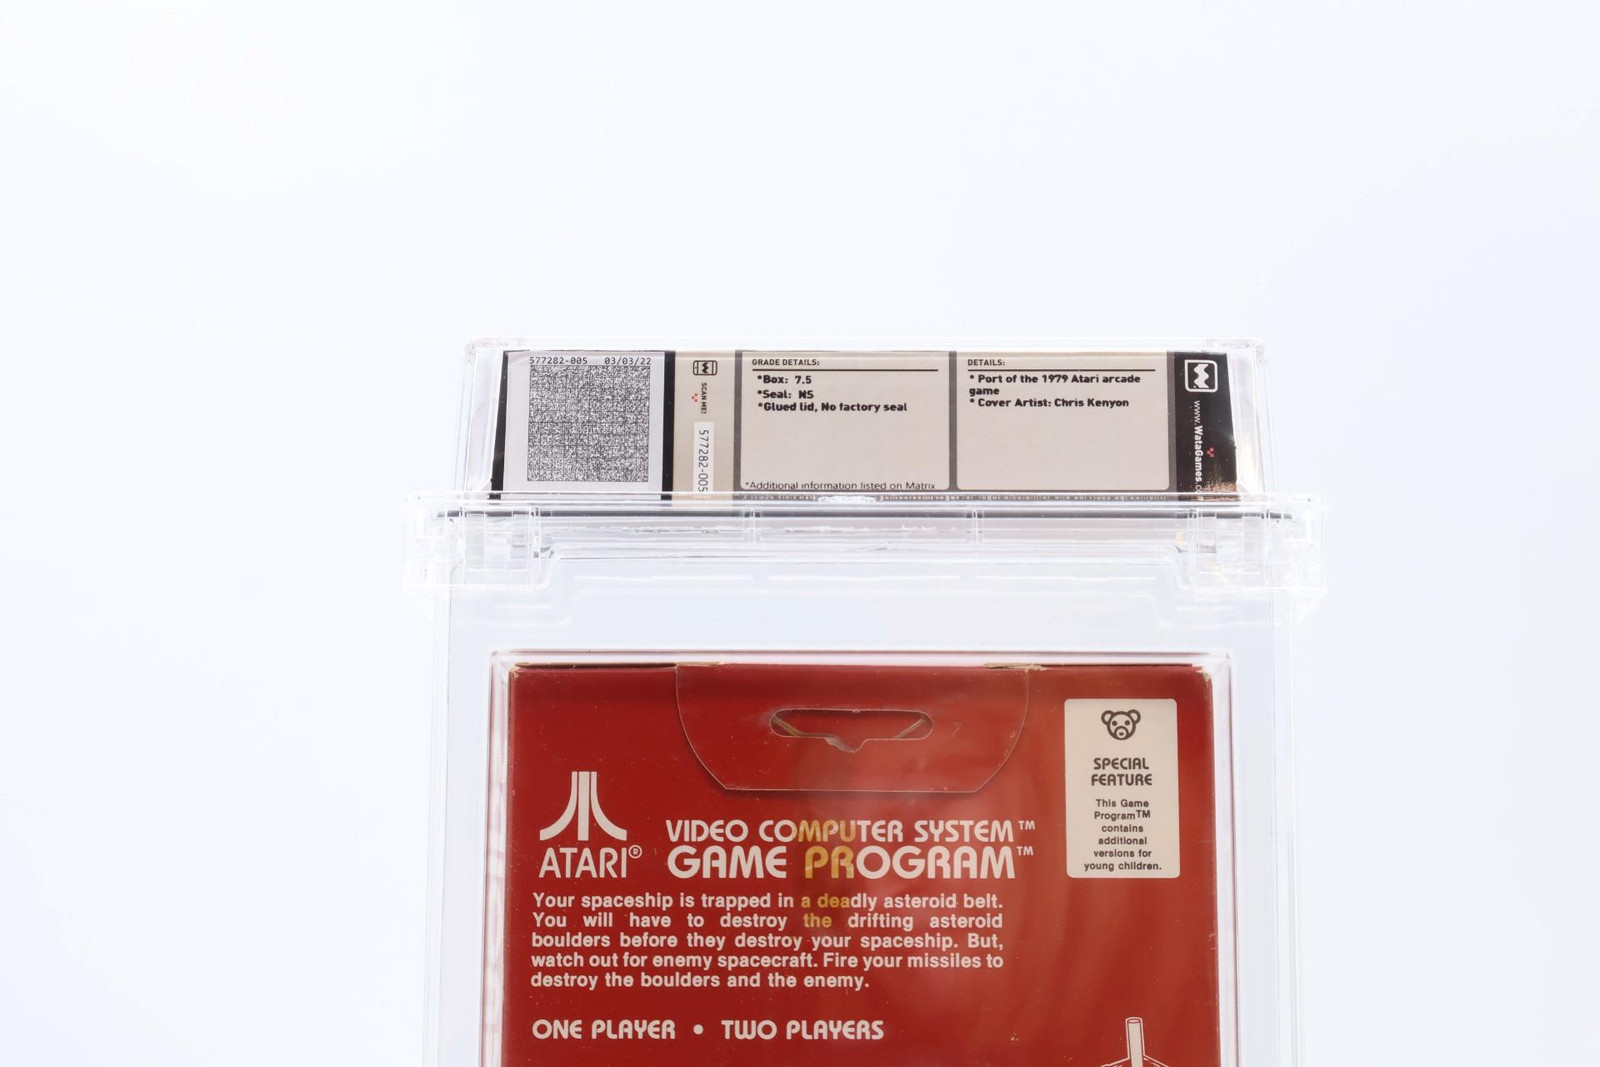 577282-005 03/03/22
SCAN ME!
577282-005
GRADE DETAILS:
*Box: 7.5
*Seal: NS
*Glued lid, No factory seal
*Additional information listed on Matrix
DETAILS:
* Port of the 1979 Atari arcade
game
* Cover Artist: Chris Kenyon
www.WataGames.
ATARI®
VIDEO COMPUTER SYSTEM™
GAME PROGRAM™
Your spaceship is trapped in a deadly asteroid belt.
You will have to destroy the drifting asteroid
boulders before they destroy your spaceship. But,
watch out for enemy spacecraft. Fire your missiles to
destroy the boulders and the enemy.
ONE PLAYER • TWO PLAYERS
SPECIAL
FEATURE
This Game
Program™
contains
additional
versions for
young children.